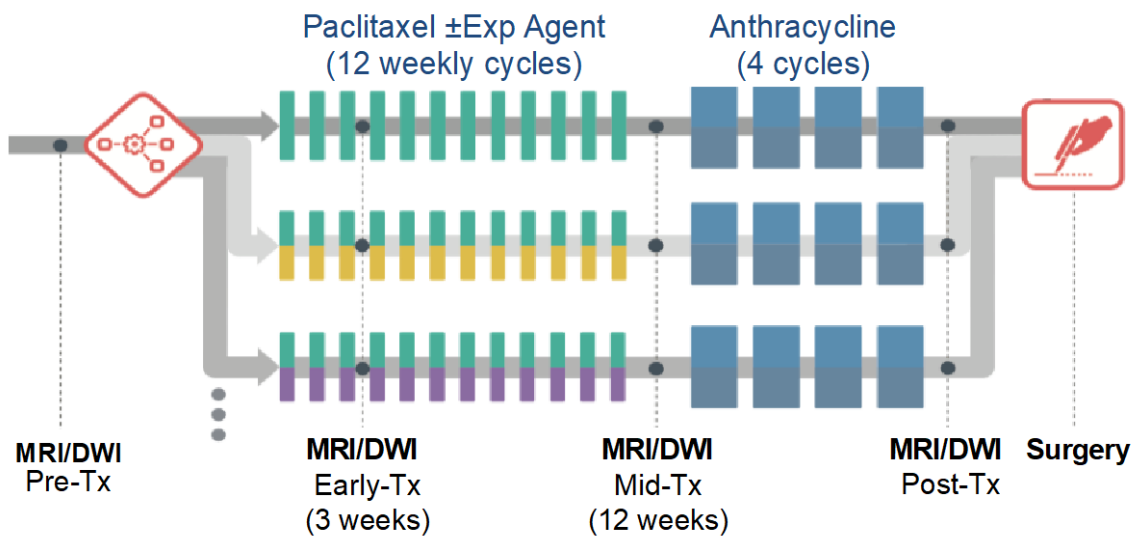 Paclitaxel ±Exp Agent
(12 weekly cycles)
Anthracycline
(4 cycles)
MRI/DWI
Pre-Tx
MRI/DWI
Early-Tx
(3 weeks)
MRI/DWI
Mid-Tx
(12 weeks)
MRI/DWI
Post-Tx
Surgery